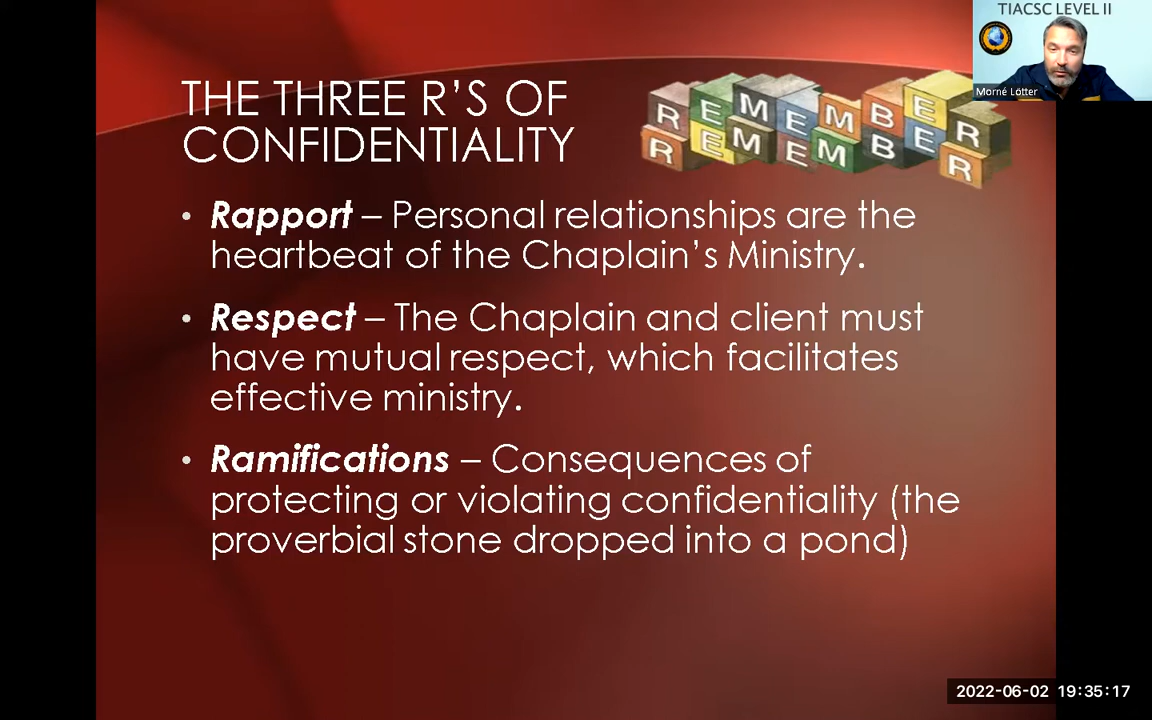 TIACSC LEVEL II
Morné Lötter
THE THREE R'S OF
CONFIDENTIALITY
REMEMBER
REMEMBER
• Rapport – Personal relationships are the
heartbeat of the Chaplain's Ministry.
• Respect – The Chaplain and client must
have mutual respect, which facilitates
effective ministry.
• Ramifications – Consequences of
protecting or violating confidentiality (the
proverbial stone dropped into a pond)
2022-06-02 19:35:17